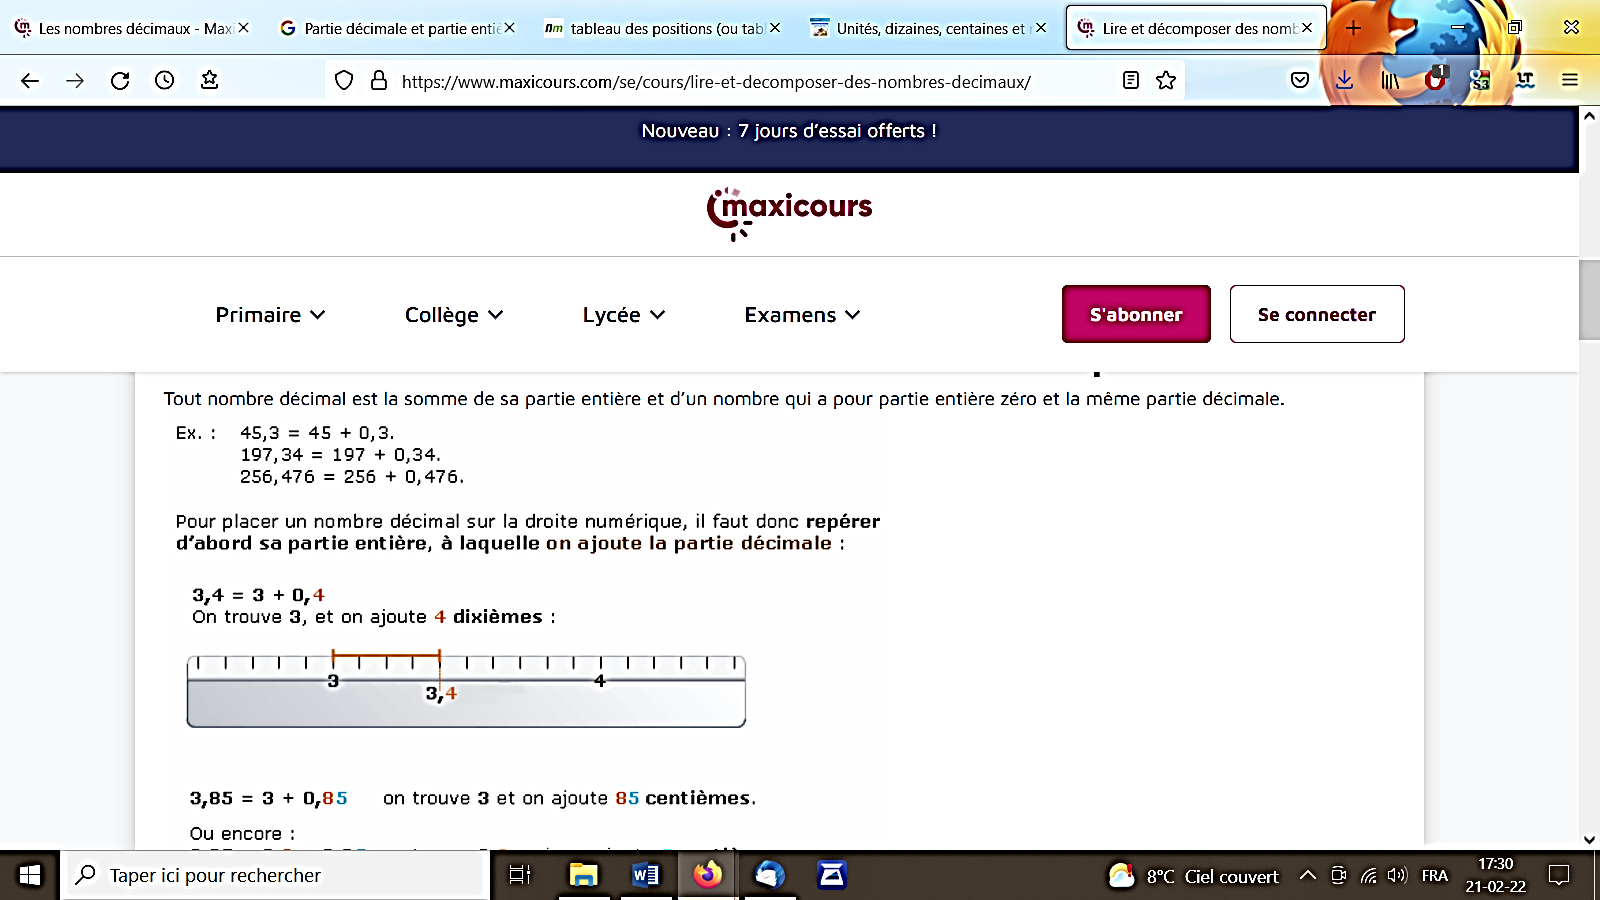 Les nombres décimaux - Maxi
Partie décimale et partie entiè
nm tableau des positions (ou tabl
Unités, dizaines, centaines et m
Lire et décomposer des nomb
https://www.maxicours.com/se/cours/lire-et-decomposer-des-nombres-decimaux/
1
Nouveau : 7 jours d'essai offerts !
maxicours
Primaire
Collège
Lycée
Examens
S'abonner
Se connecter
Tout nombre décimal est la somme de sa partie entière et d'un nombre qui a pour partie entière zéro et la même partie décimale.
Ex. : 45,3 = 45 + 0,3.
197,34 = 197 + 0,34.
256,476 = 256 + 0,476.
Pour placer un nombre décimal sur la droite numérique, il faut donc repérer
d'abord sa partie entière, à laquelle on ajoute la partie décimale :
3,4 = 3 + 0,4
On trouve 3, et on ajoute 4 dixièmes :
3 4
3,4
3,85 = 3 + 0,85 on trouve 3 et on ajoute 85 centièmes.
Ou encore :
Taper ici pour rechercher
8°C Ciel couvert
FRA
17:30
21-02-22